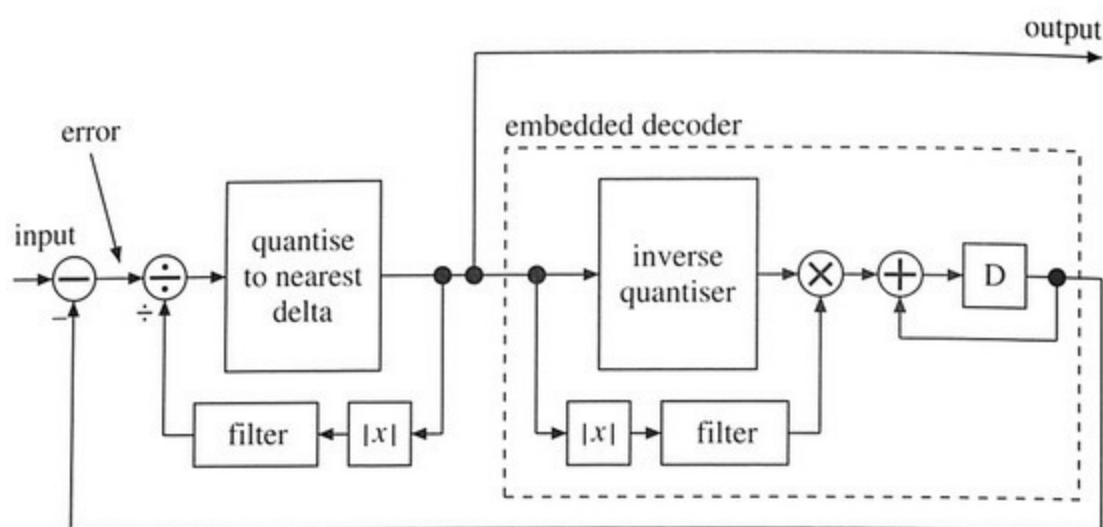 output
embedded decoder
error
input
quantise
to nearest
delta
inverse
quantiser
D
filter
|x|
|x|
filter